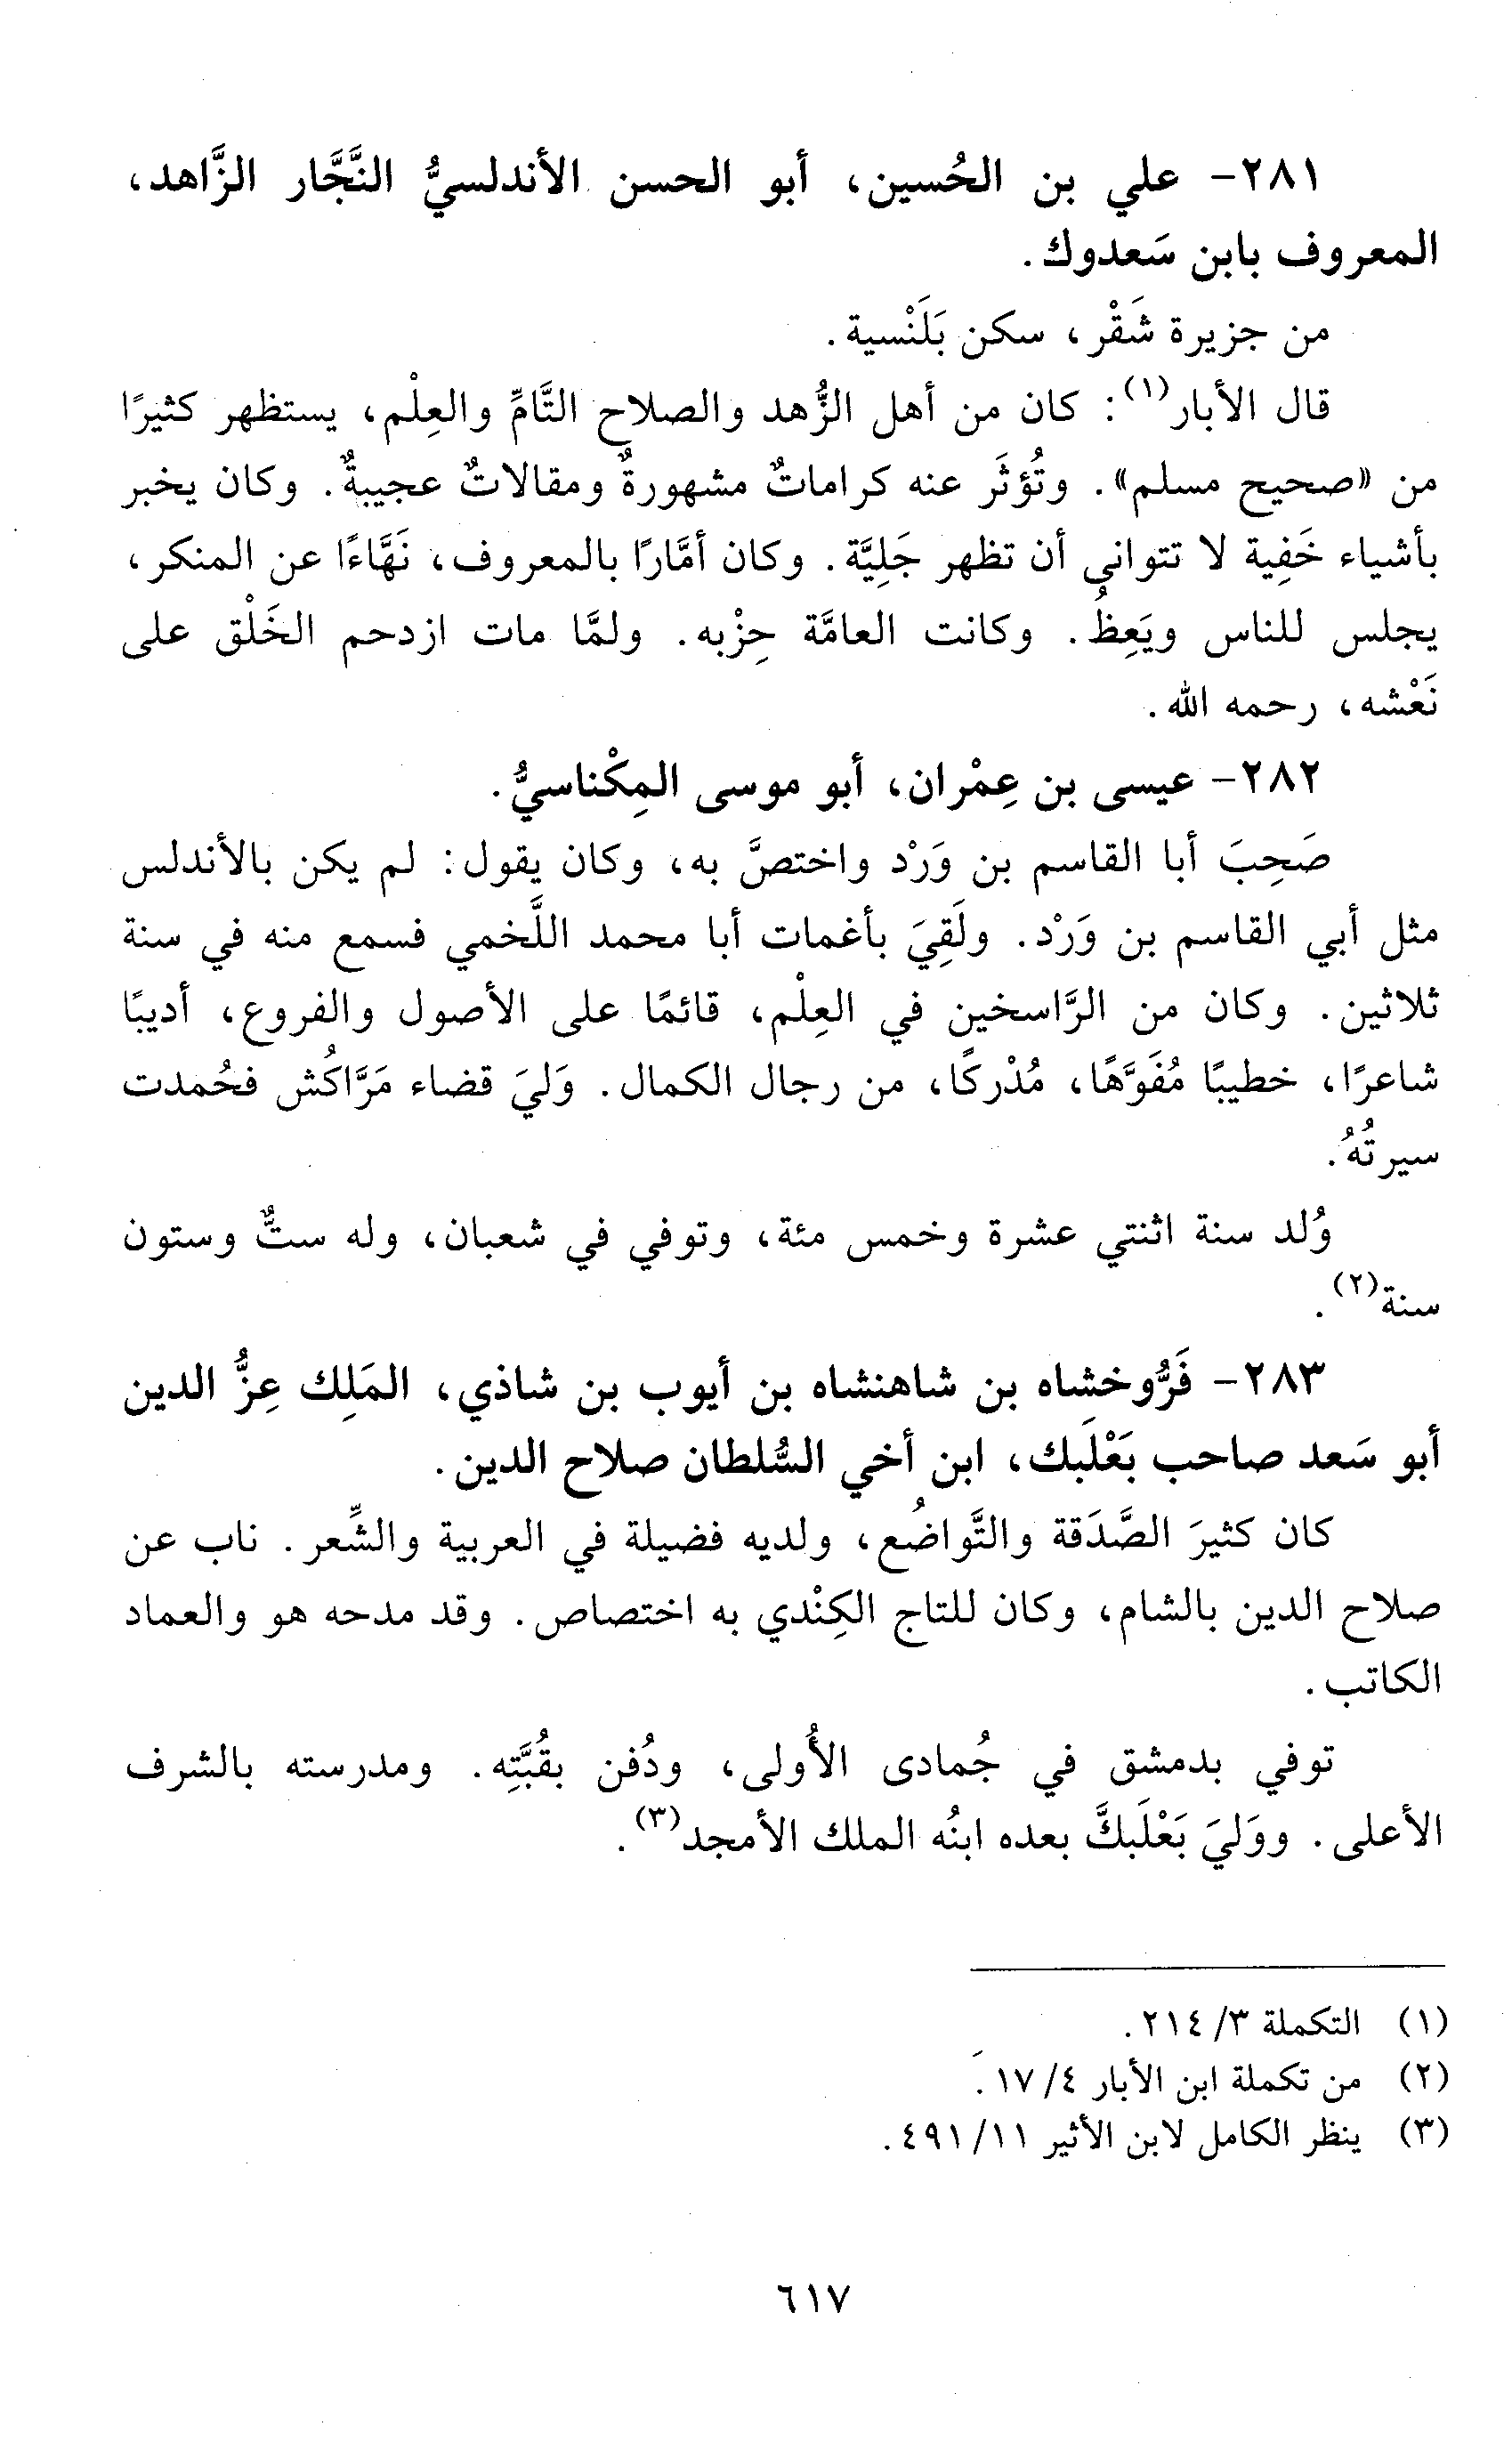 ٢٨١- علي بن الحُسين، أبو الحسن الأندلسيُّ النَّجَّار الزَّاهد،
المعروف بابن سَعدوك.
من جزيرة شَقْر، سكن بَلَنْسية.
قال الأبار(١): كان من أهل الزُّهد والصلاح التَّامِّ والعِلْم، يستظهر كثيرًا
من «صحيح مسلم». وتُؤثَر عنه كراماتٌ مشهورةٌ ومقالاتٌ عجيبةٌ. وكان يخبر
بأشياء خَفِية لا تتوانى أن تظهر جَلِيَّة. وكان أمَّارًا بالمعروف، نَهَّاءًا عن المنكر،
يجلس للناس ويَعِظُ. وكانت العامَّة حِزْبه. ولمَّا مات ازدحم الخَلْق على
نَعْشه، رحمه الله.
٢٨٢- عيسى بن عِمْران، أبو موسى المِكْناسيُّ.
صَحِبَ أبا القاسم بن وَرْد واختصَّ به، وكان يقول: لم يكن بالأندلس
مثل أبي القاسم بن وَرْد. ولَقِيَ بأغمات أبا محمد اللَّخمي فسمع منه في سنة
ثلاثين. وكان من الرَّاسخين في العِلْم، قائمًا على الأصول والفروع، أديبًا
شاعرًا، خطيبًا مُفَوَّهًا، مُدْركًا، من رجال الكمال. وَليَ قضاء مَرَّاكُش فحُمدت
سيرتُهُ.
وُلد سنة اثنتي عشرة وخمس مئة، وتوفي في شعبان، وله ستٌّ وستون
سنة(٢).
٢٨٣- فَرُّوخشاه بن شاهنشاه بن أيوب بن شاذي، المَلِك عِزُّ الدين
أبو سَعد صاحب بَعْلَبك، ابن أخي السُّلطان صلاح الدين.
كان كثيرَ الصَّدَقة والتَّواضُع، ولديه فضيلة في العربية والشِّعر. ناب عن
صلاح الدين بالشام، وكان للتاج الكِنْدي به اختصاص. وقد مدحه هو والعماد
الكاتب.
توفي بدمشق في جُمادى الأُولى، ودُفن بقُبَّتِه. ومدرسته بالشرف
الأعلى. ووَليَ بَعْلَبكَّ بعده ابنُه الملك الأمجد(٣).
(١) التكملة ٣/ ٢١٤.
(٢) من تكملة ابن الأبار ٤/ ١٧.
(٣) ينظر الكامل لابن الأثير ١١/ ٤٩١.
٦١٧